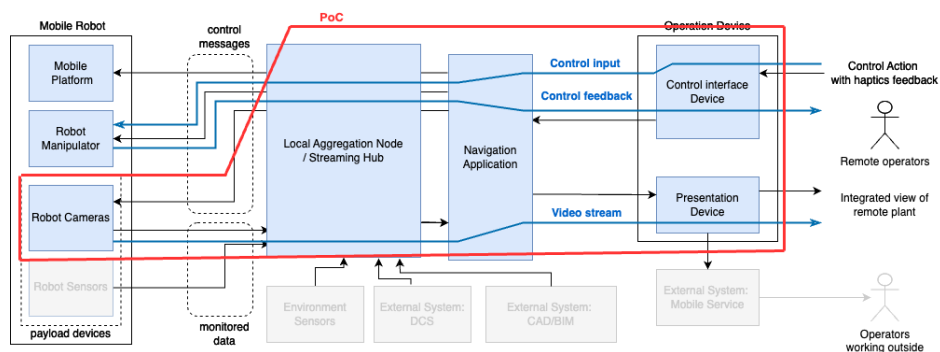 PoC
Mobile Robot
control
messages
Operation Device
Mobile
Platform
Control input
Control interface
Device
Control Action
with haptics feedback
Control feedback
Robot
Manipulator
Local Aggregation Node
/ Streaming Hub
Navigation
Application
Remote operators
Robot Cameras
Presentation
Device
Integrated view of
remote plant
Video stream
Robot Sensors
Environment
Sensors
External System:
DCS
External System:
CAD/BIM
External System:
Mobile Service
payload devices
monitored
data
Operators
working outside